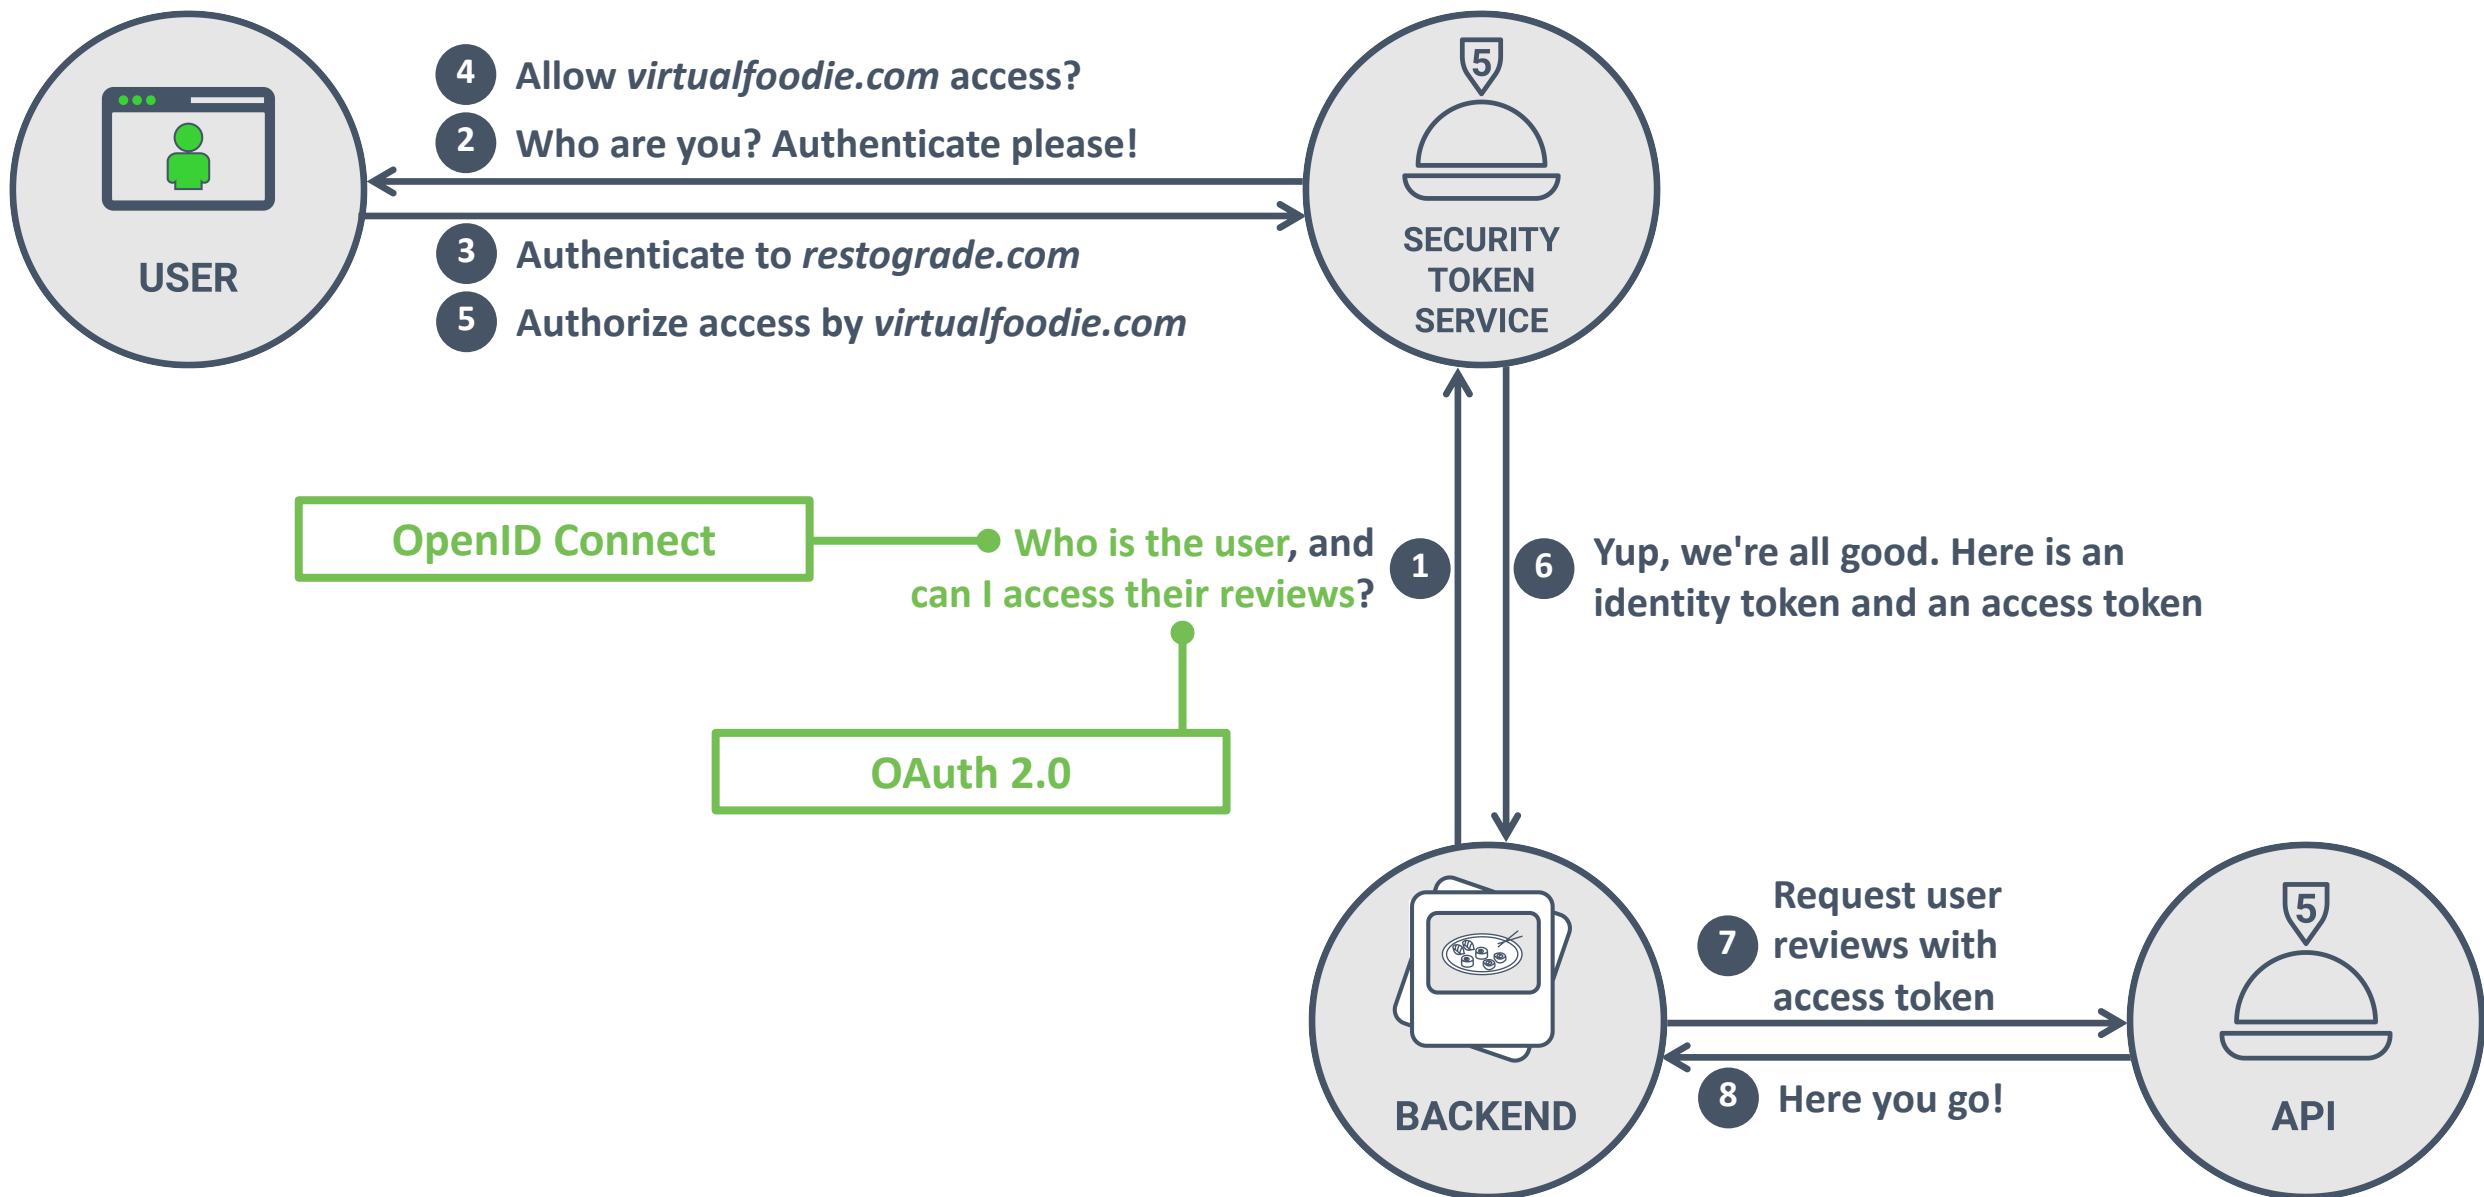 4 Allow virtualfoodie.com access?
2 Who are you? Authenticate please!
3 Authenticate to restograde.com
5 Authorize access by virtualfoodie.com
USER
5
SECURITY
TOKEN
SERVICE
OpenID Connect
Who is the user, and
can I access their reviews?
1
6
Yup, we're all good. Here is an
identity token and an access token
OAuth 2.0
BACKEND
7
Request user
reviews with
access token
8 Here you go!
5
API